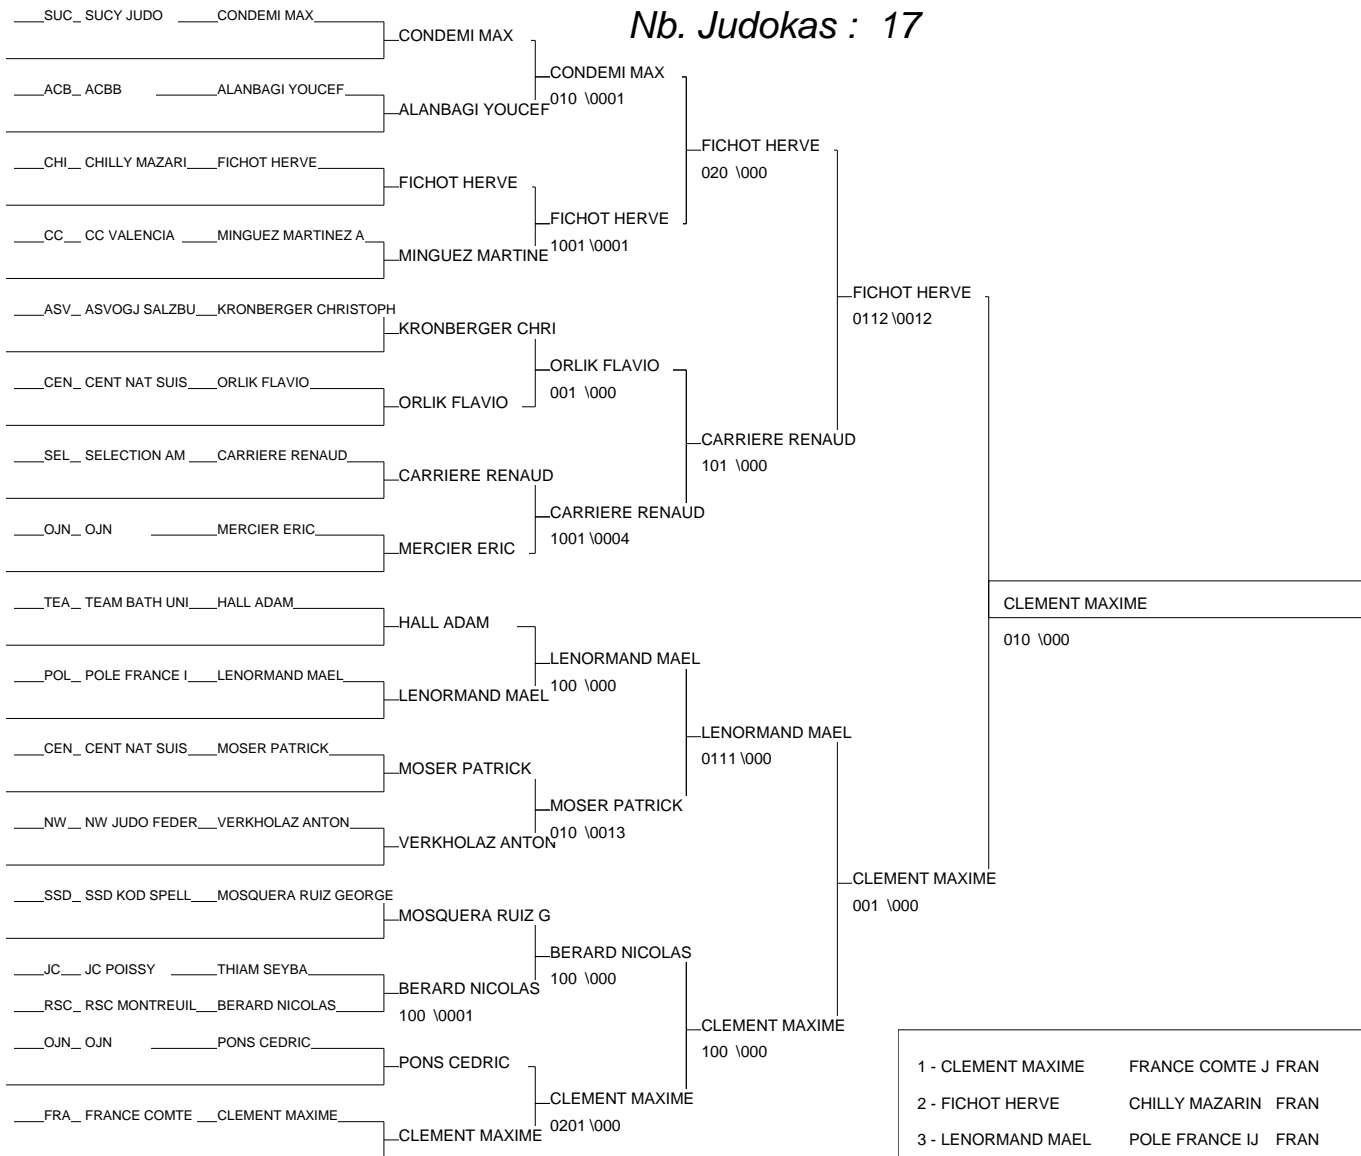 Nb. Judokas : 17
SUC_ SUCY JUDO CONDEMI MAX
ACB_ ACBB ALANBAGI YOUCEF
CHI_ CHILLY MAZARI FICHOT HERVE
CC_ CC VALENCIA MINGUEZ MARTINEZ A
ASV_ ASVOGJ SALZBU KRONBERGER CHRISTOPH
CEN_ CENT NAT SUIS ORLIK FLAVIO
SEL_ SELECTION AM CARRIERE RENAUD
OJN_ OJN MERCIER ERIC
TEA_ TEAM BATH UNI HALL ADAM
POL_ POLE FRANCE I LENORMAND MAEL
CEN_ CENT NAT SUIS MOSER PATRICK
NW_ NW JUDO FEDER VERKHOLAZ ANTON
SSD_ SSD KOD SPELL MOSQUERA RUIZ GEORGE
JC_ JC POISSY THIAM SEYBA
RSC_ RSC MONTREUIL BERARD NICOLAS
OJN_ OJN PONS CEDRIC
FRA_ FRANCE COMTE CLEMENT MAXIME
CONDEMI MAX
ALANBAGI YOUCEF
FICHOT HERVE
MINGUEZ MARTINE
KRONBERGER CHRI
ORLIK FLAVIO
CARRIERE RENAUD
MERCIER ERIC
HALL ADAM
LENORMAND MAEL
MOSER PATRICK
VERKHOLAZ ANTON
MOSQUERA RUIZ G
BERARD NICOLAS
100 \0001
PONS CEDRIC
CLEMENT MAXIME
CONDEMI MAX
010 \0001
FICHOT HERVE
1001 \0001
ORLIK FLAVIO
001 \000
CARRIERE RENAUD
1001 \0004
LENORMAND MAEL
100 \000
MOSER PATRICK
010 \0013
BERARD NICOLAS
100 \000
CLEMENT MAXIME
0201 \000
FICHOT HERVE
020 \000
CARRIERE RENAUD
101 \000
LENORMAND MAEL
0111 \000
CLEMENT MAXIME
100 \000
FICHOT HERVE
0112 \0012
CLEMENT MAXIME
001 \000
CLEMENT MAXIME
010 \000
1 - CLEMENT MAXIME FRANCE COMTE J FRAN
2 - FICHOT HERVE CHILLY MAZARIN FRAN
3 - LENORMAND MAEL POLE FRANCE IJ FRAN